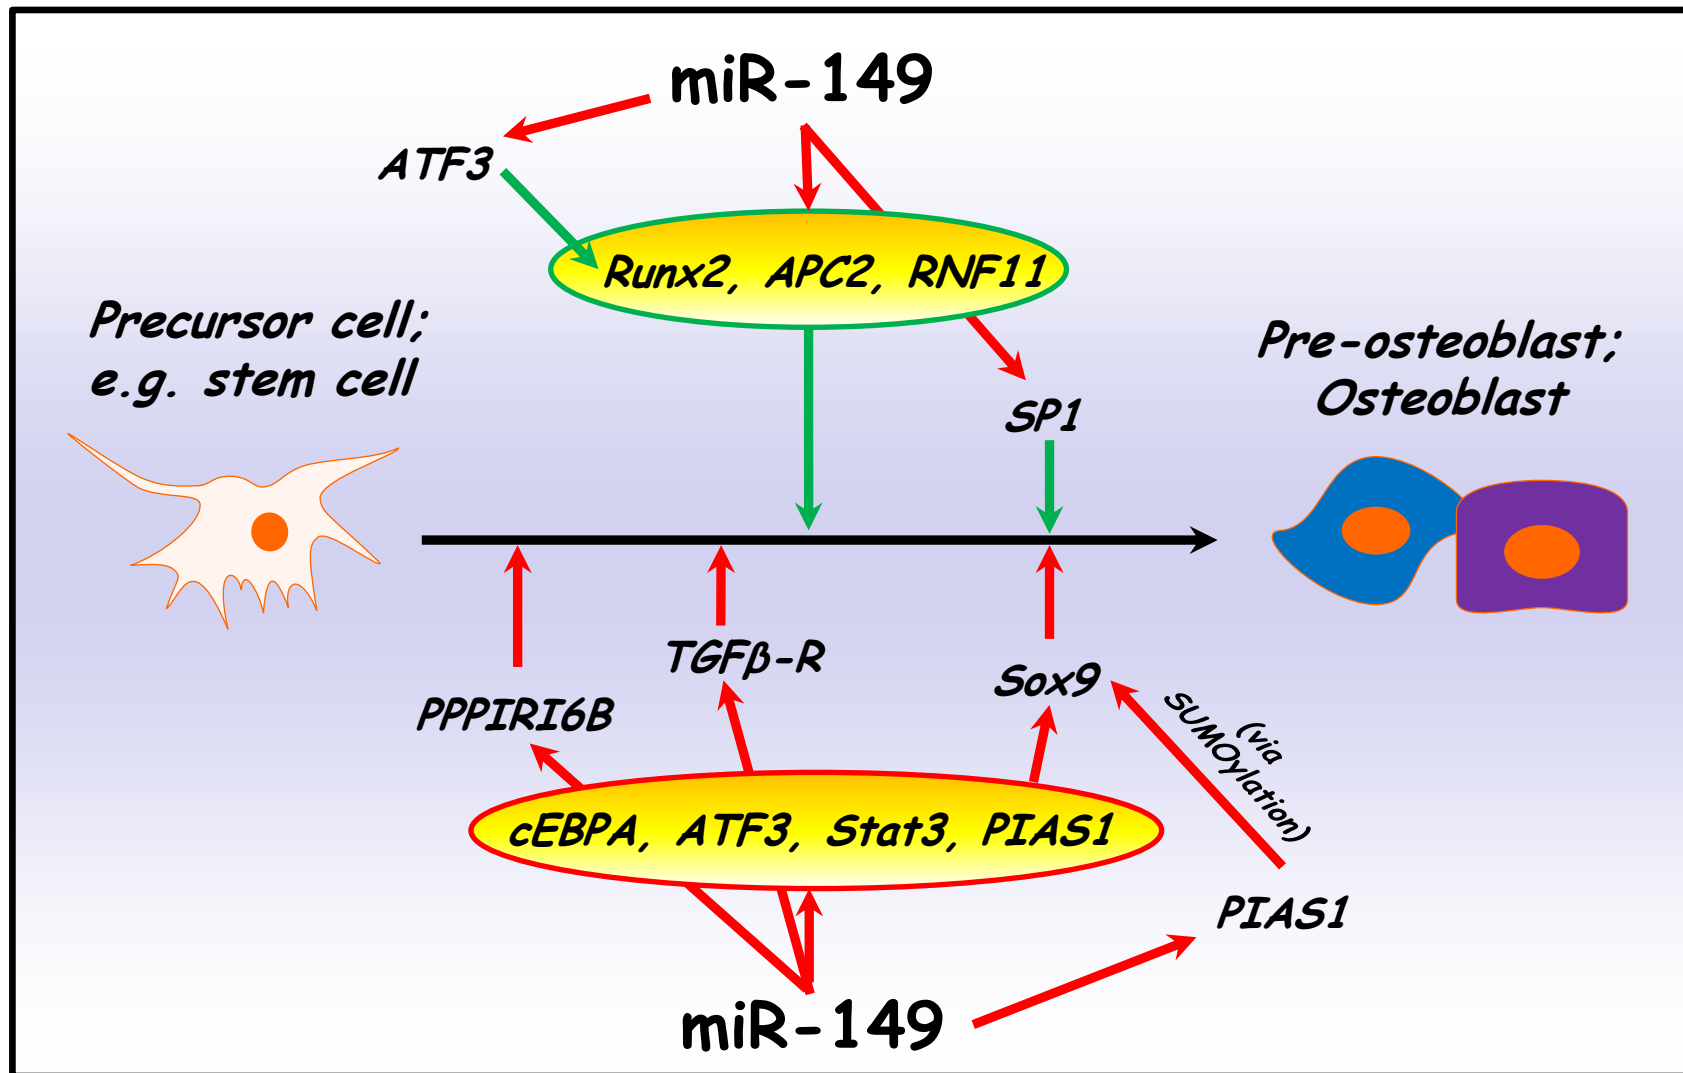 miR-149
ATF3
Runx2, APC2, RNF11
Precursor cell;
e.g. stem cell
Pre-osteoblast;
Osteoblast
SP1
TGFβ-R
Sox9
PPPIRI6B
(via
SUMOylation)
cEBPA, ATF3, Stat3, PIAS1
PIAS1
miR-149